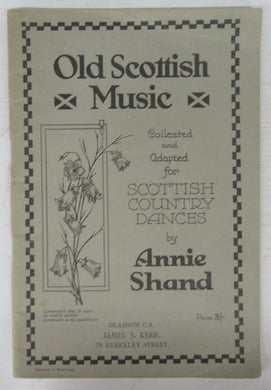 Old Scottish
Music
Collected
and
Adapted
for
SCOTTISH
COUNTRY
DANCES
by
Annie
Shand
Price 3/-
GLASGOW C.3.
JAMES S. KERR.
79 BERKELEY STREET.